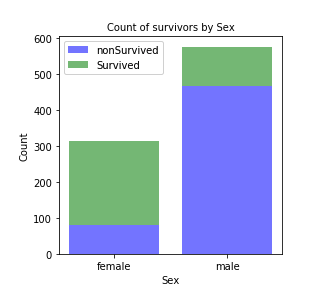 Count of survivors by Sex
nonSurvived
Survived
600
500
400
300
200
100
0
Count
female male
Sex